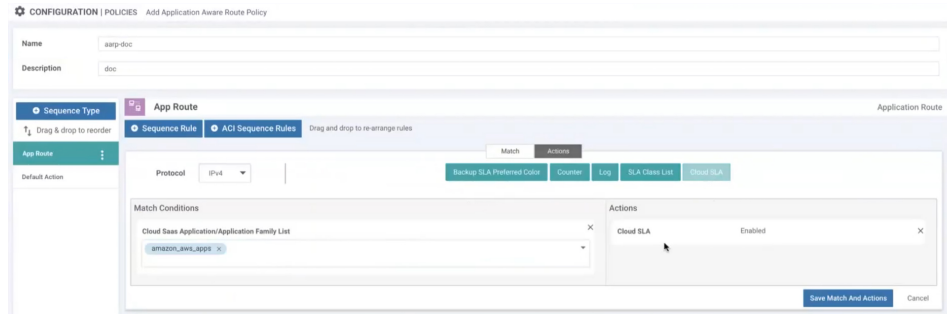 CONFIGURATION | POLICIES Add Application Aware Route Policy
Name aarp-doc
Description doc
Sequence Type
Drag & drop to reorder
App Route
Default Action
App Route Application Route
Sequence Rule ACI Sequence Rules Drag and drop to re-arrange rules
Match Actions
Protocol IPv4 Backup SLA Preferred Color Counter Log SLA Class List Cloud SLA
Match Conditions
Cloud Saas Application/Application Family List ×
amazon_aws_apps ×
Actions
Cloud SLA Enabled ×
Save Match And Actions Cancel